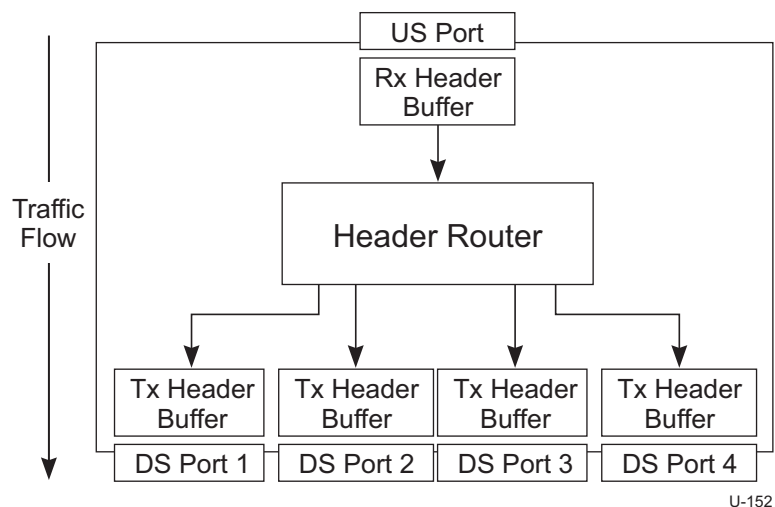 US Port
Rx Header
Buffer
Traffic
Flow
Header Router
Tx Header
Buffer
Tx Header
Buffer
Tx Header
Buffer
Tx Header
Buffer
DS Port 1
DS Port 2
DS Port 3
DS Port 4
U-152